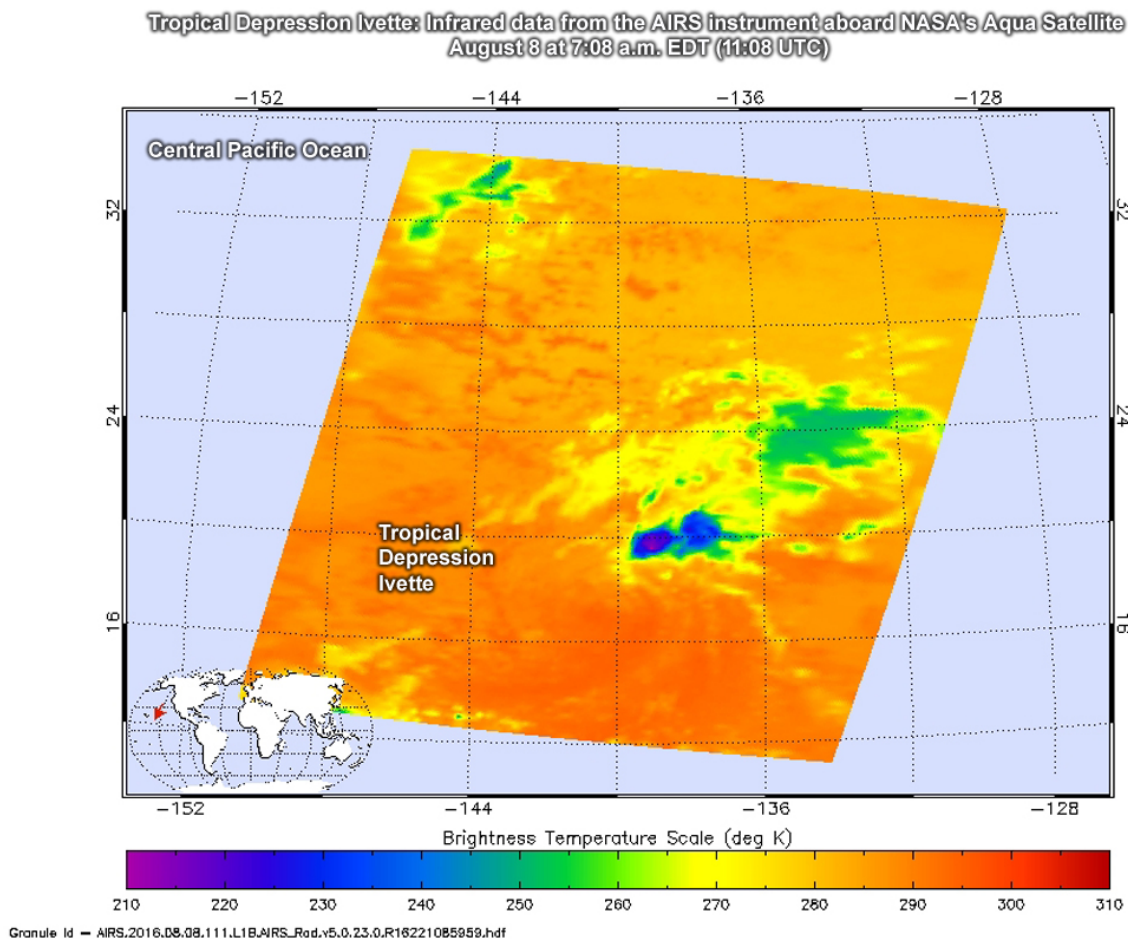 Tropical Depression Ivette: Infrared data from the AIRS instrument aboard NASA's Aqua Satellite
August 8 at 7:08 a.m. EDT (11:08 UTC)
-152 -144 -136 -128
Central Pacific Ocean
32 32
24 24
Tropical
Depression
Ivette
16 16
-152 -144 -136 -128
Brightness Temperature Scale (deg K)
210 220 230 240 250 260 270 280 290 300 310
Granule Id - AIRS.2016.08.08.111.L1B.AIRS_Rad.v5.0.23.0.R16221085959.hdf